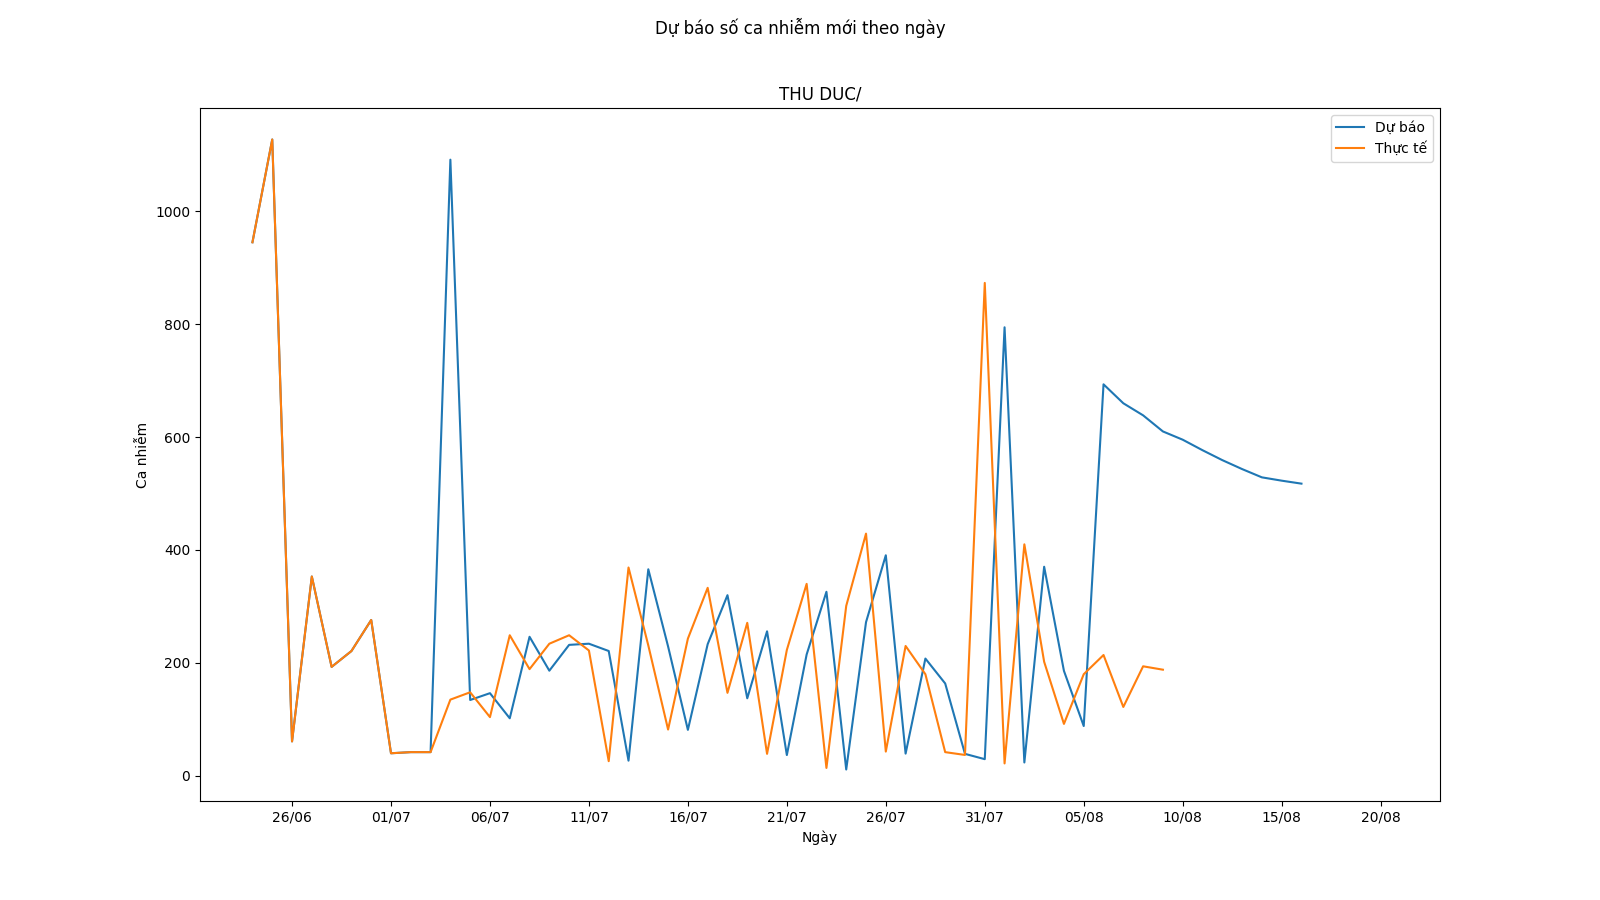 Dự báo số ca nhiễm mới theo ngày
THU DUC/
Dự báo
Thực tế
1000
800
600
400
200
0
Ca nhiễm
26/06 01/07 06/07 11/07 16/07 21/07 26/07 31/07 05/08 10/08 15/08 20/08
Ngày